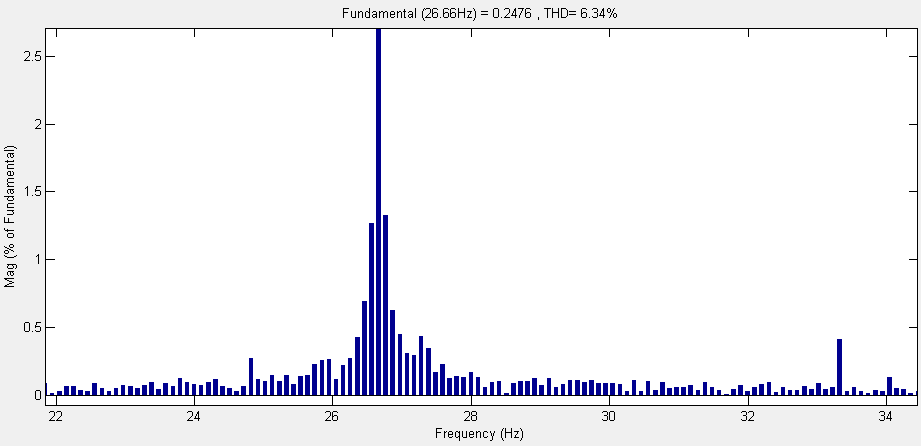 Fundamental (26.66Hz) = 0.2476 , THD= 6.34%
2.5
2
1.5
1
0.5
0
Mag (% of Fundamental)
22 24 26 28 30 32 34
Frequency (Hz)